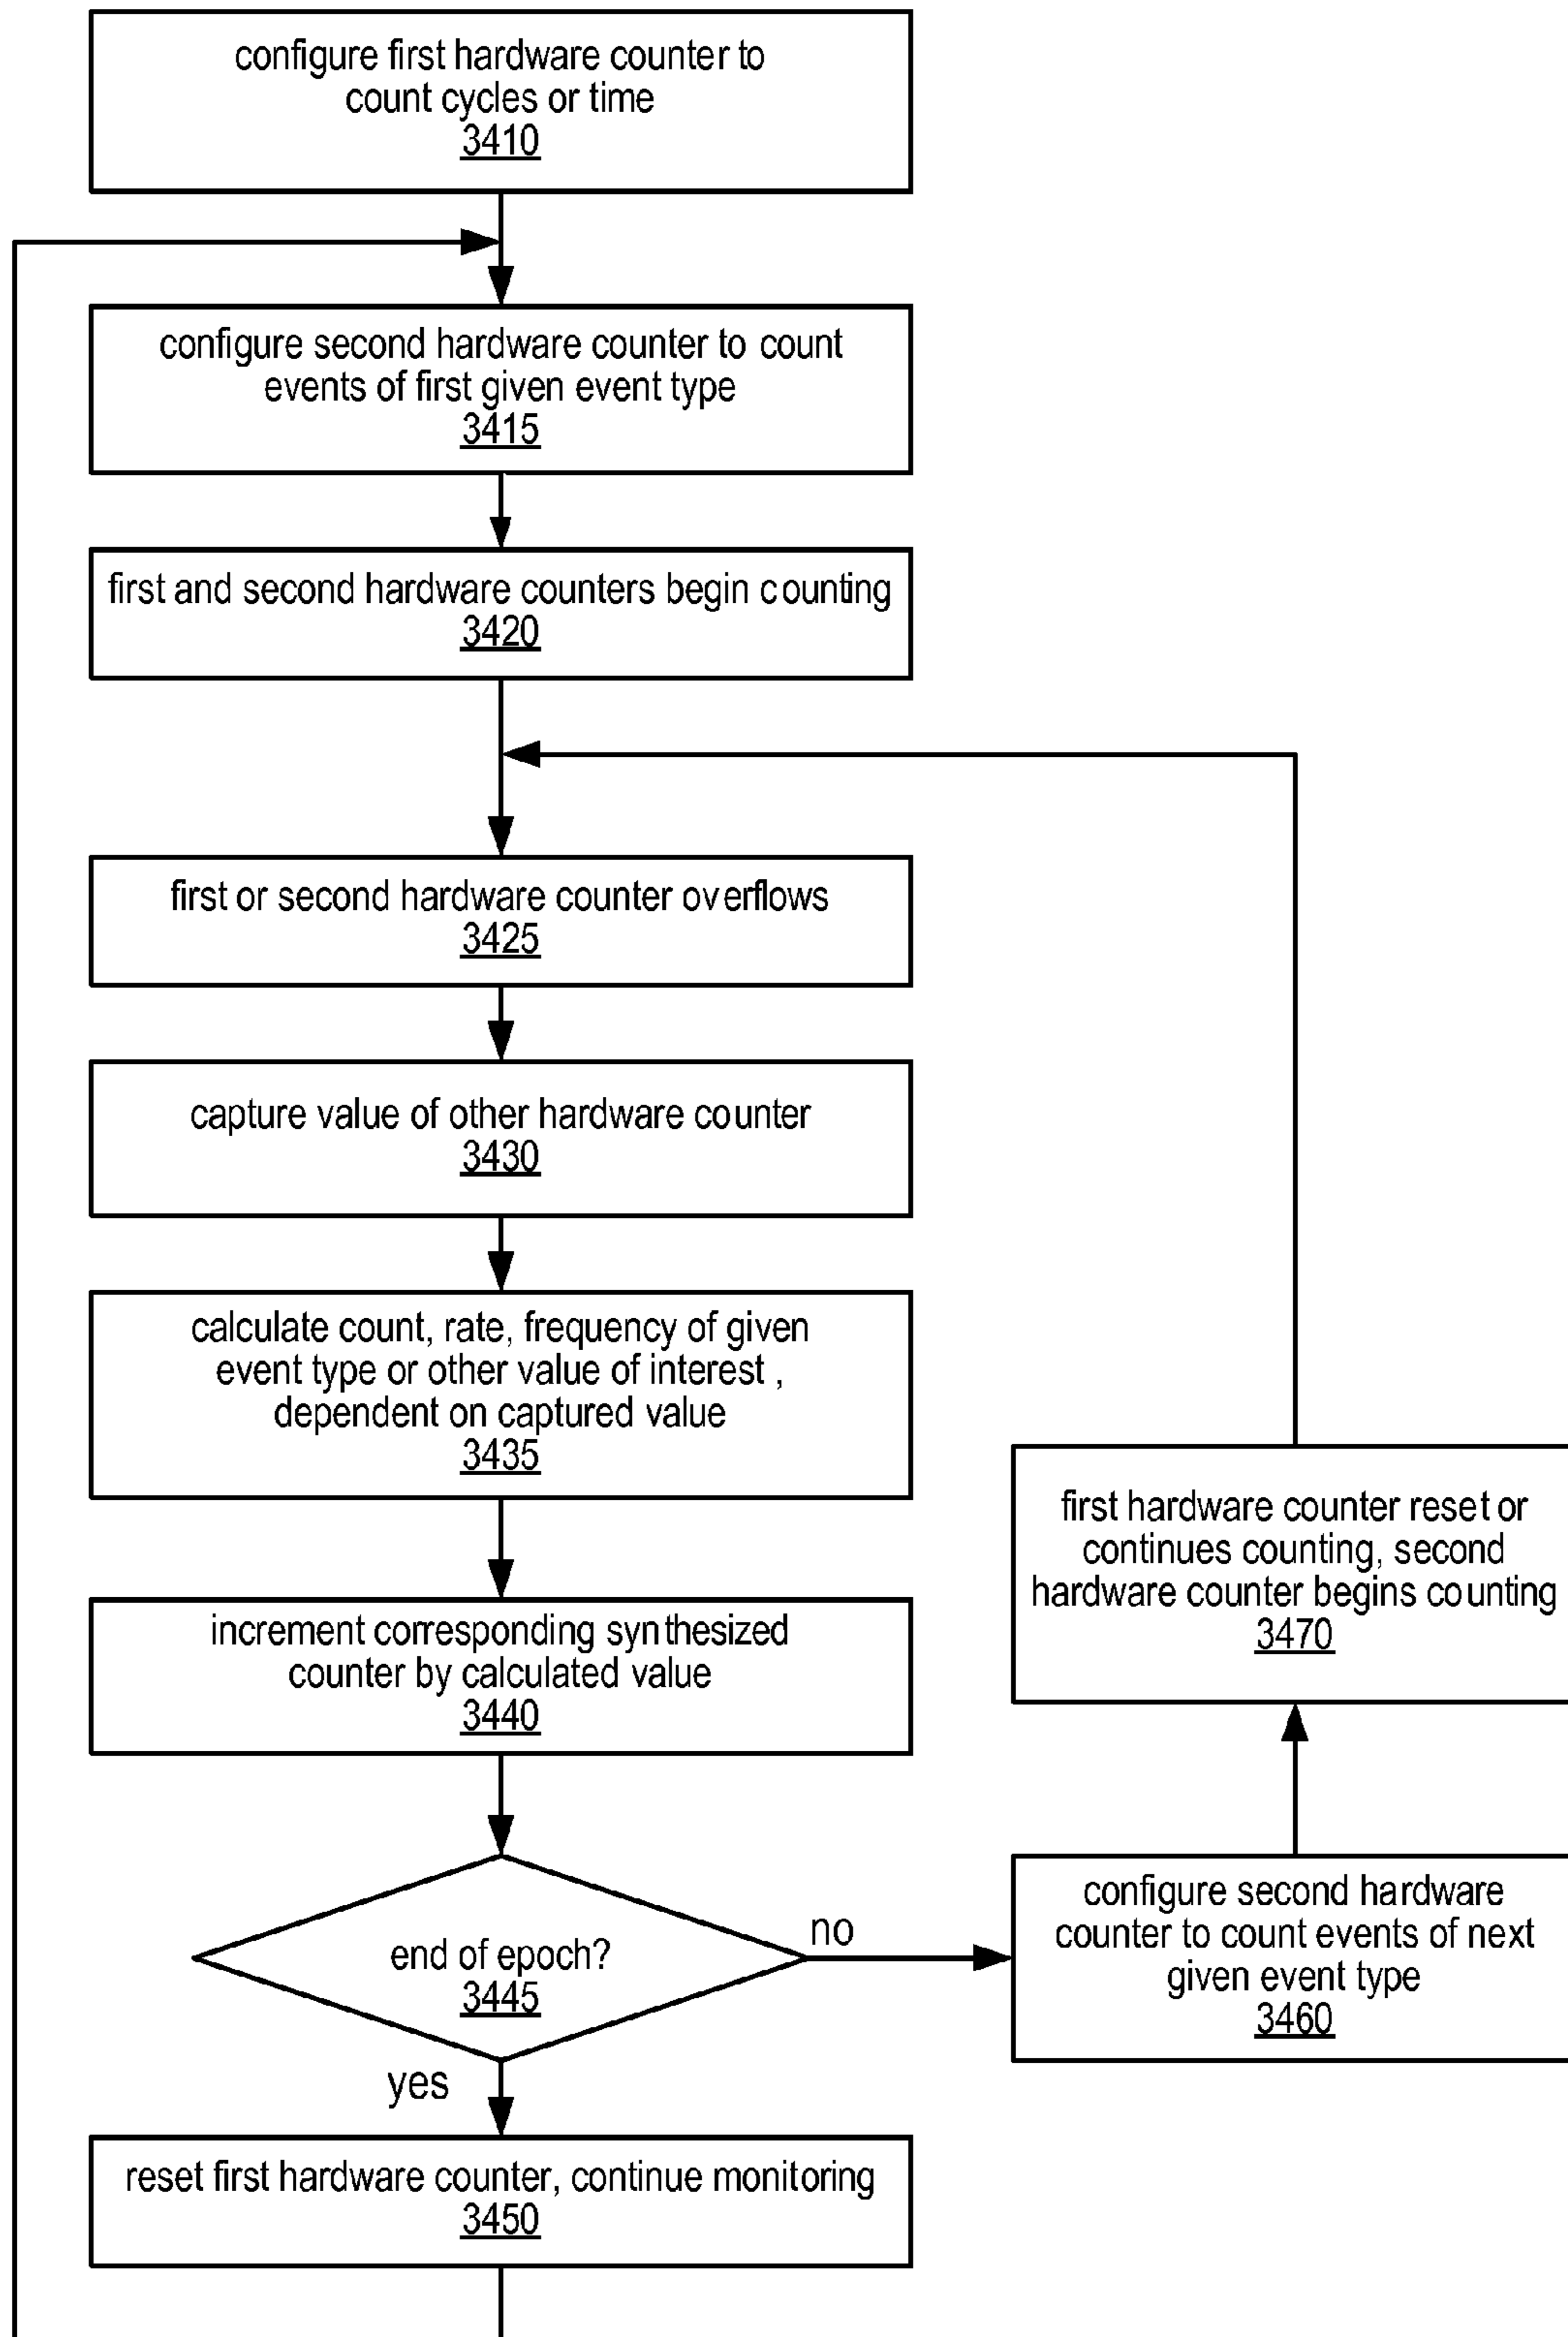 configure first hardware counter to
count cycles or time
3410
configure second hardware counter to count
events of first given event type
3415
first and second hardware counters begin counting
3420
first or second hardware counter overflows
3425
capture value of other hardware counter
3430
calculate count, rate, frequency of given
event type or other value of interest ,
dependent on captured value
3435
increment corresponding synthesized
counter by calculated value
3440
end of epoch?
3445
no
yes
reset first hardware counter, continue monitoring
3450
configure second hardware
counter to count events of next
given event type
3460
first hardware counter reset or
continues counting, second
hardware counter begins counting
3470